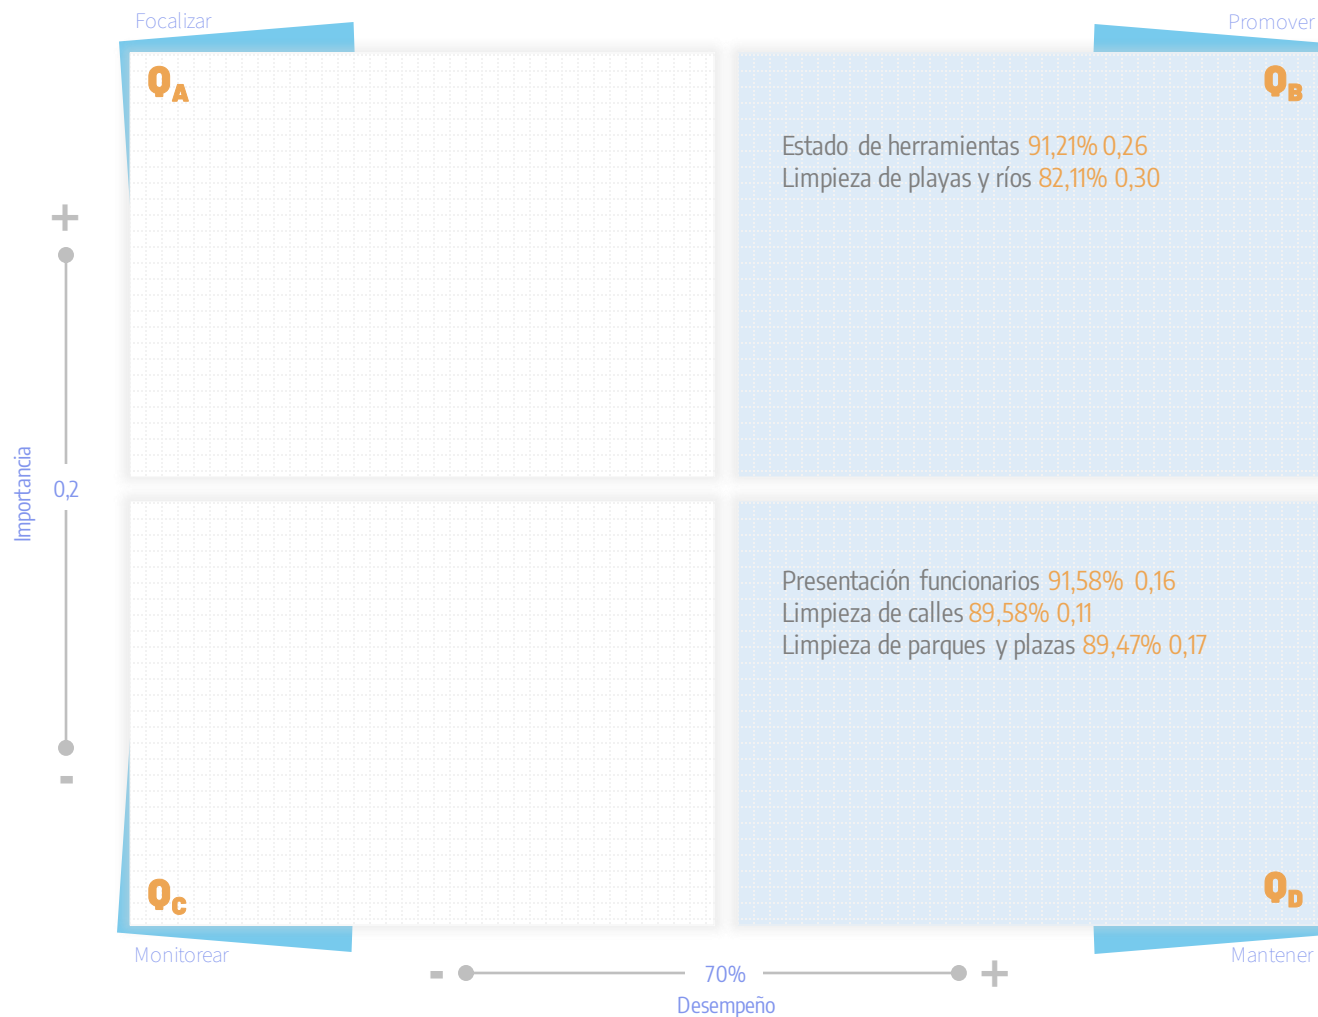 Focalizar
Promover
QA
QB
Estado de herramientas 91,21% 0,26
Limpieza de playas y ríos 82,11% 0,30
+
Importancia
0,2
Presentación funcionarios 91,58% 0,16
Limpieza de calles 89,58% 0,11
Limpieza de parques y plazas 89,47% 0,17
-
QC
QD
Monitorear
Mantener
- 70% +
Desempeño